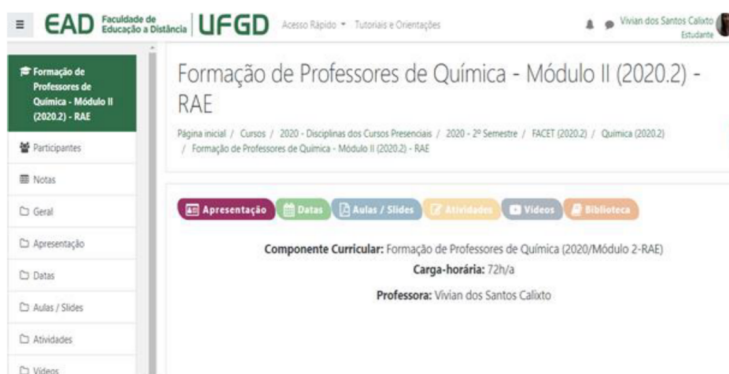 EAD Faculdade de Educação a Distância UFGD Acesso Rápido Tutoriais e Orientações Vivian dos Santos Calixto
Estudante
Formação de
Professores de
Química - Módulo II
(2020.2) - RAE
Participantes
Notas
Geral
Apresentação
Datas
Aulas / Slides
Atividades
Vídeos
Formação de Professores de Química - Módulo II (2020.2) -
RAE
Página inicial / Cursos / 2020 - Disciplinas dos Cursos Presenciais / 2020 - 2º Semestre / FACET (2020.2) / Química (2020.2)
/ Formação de Professores de Química - Módulo II (2020.2) - RAE
Apresentação Datas Aulas / Slides Atividades Vídeos Biblioteca
Componente Curricular: Formação de Professores de Química (2020/Módulo 2-RAE)
Carga-horária: 72h/a
Professora: Vivian dos Santos Calixto